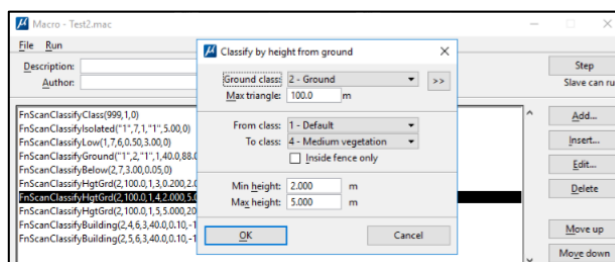 Macro - Test2.mac
File Run
Description:
Author:
Step
Slave can ru
FnScanClassifyClass(999,1,0)
FnScanClassifyIsolated("1",7,1,"1",5.00,0)
FnScanClassifyLow(1,7,6,0.50,3.00,0)
FnScanClassifyGround("1",2,"1",1,40.0,88.
FnScanClassifyBelow(2,7,3.00,0.05,0)
FnScanClassifyHgtGrd(2,100.0,1,3,0.200,2.
FnScanClassifyHgtGrd(2,100.0,1,4,2.000,5.
FnScanClassifyHgtGrd(2,100.0,1,5,5.000,20
FnScanClassifyBuilding(2,4,6,3,40.0,0.10,-1
FnScanClassifyBuilding(2,5,6,3,40.0,0.10,-1
Add...
Insert...
Edit...
Delete
Move up
Move down
Classify by height from ground
Ground class: 2 - Ground >>
Max triangle: 100.0 m
From class: 1 - Default
To class: 4 - Medium vegetation
Inside fence only
Min height: 2.000 m
Max height: 5.000 m
OK Cancel